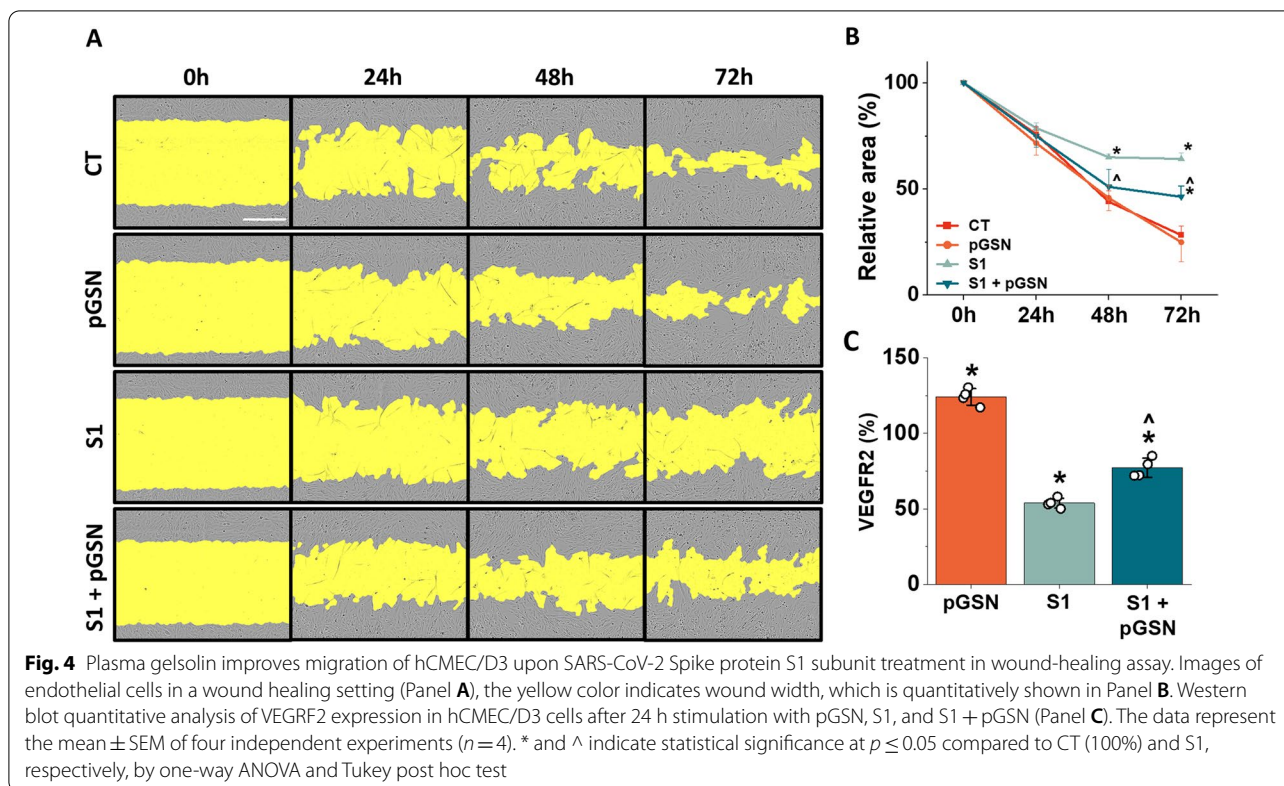 A
0h 24h 48h 72h
CT
pGSN
S1
S1 + pGSN
B
Relative area (%)
100
50
0
CT
pGSN
S1
S1 + pGSN
*
^
*
^
*
0h 24h 48h 72h
C
VEGFR2 (%)
150
100
50
0
*
*
^
*
pGSN S1 S1 +
pGSN
Fig. 4 Plasma gelsolin improves migration of hCMEC/D3 upon SARS-CoV-2 Spike protein S1 subunit treatment in wound-healing assay. Images of
endothelial cells in a wound healing setting (Panel A), the yellow color indicates wound width, which is quantitatively shown in Panel B. Western
blot quantitative analysis of VEGRF2 expression in hCMEC/D3 cells after 24 h stimulation with pGSN, S1, and S1 + pGSN (Panel C). The data represent
the mean ± SEM of four independent experiments (n = 4). * and ^ indicate statistical significance at p ≤ 0.05 compared to CT (100%) and S1,
respectively, by one-way ANOVA and Tukey post hoc test